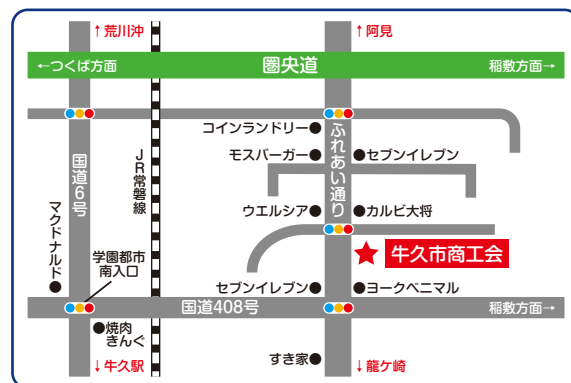 ↑荒川沖
↑阿見
←つくば方面
圏央道
稲敷方面→
コインランドリー
モスバーガー
セブンイレブン
ふれあい通り
国道6号
JR常磐線
マクドナルド
ウエルシア
カルビ大将
学園都市
南入口
牛久市商工会
セブンイレブン
ヨークベニマル
国道408号
稲敷方面→
焼肉
きんぐ
↓牛久駅
すき家
↓龍ケ崎